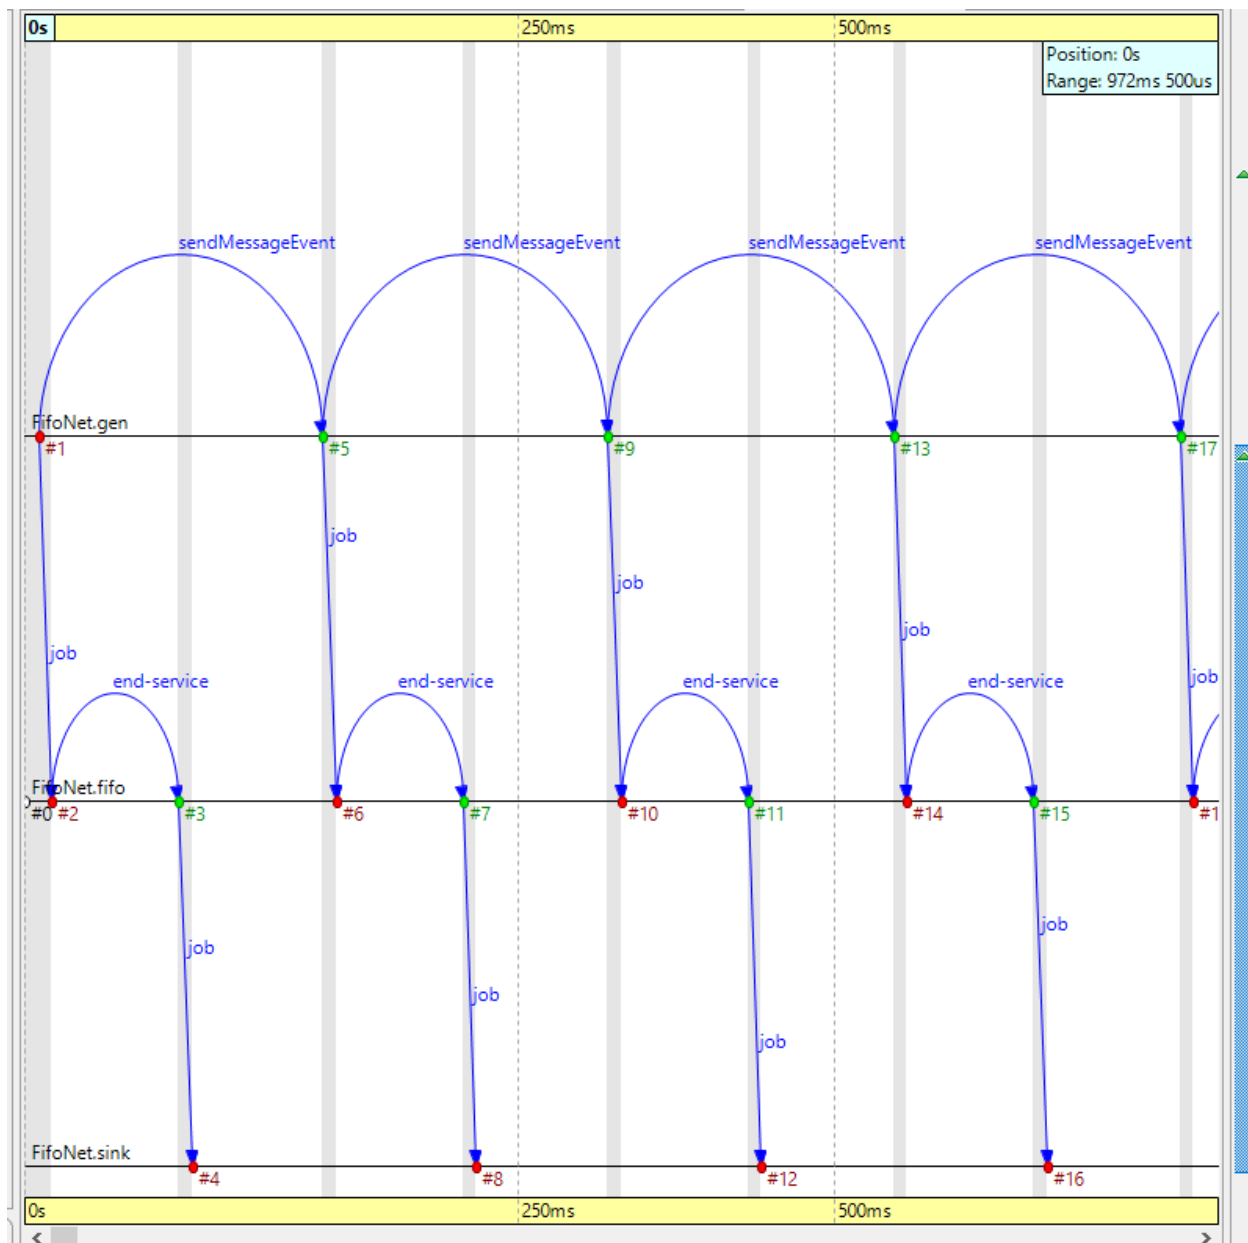 0s 250ms 500ms
Position: 0s
Range: 972ms 500us
sendMessageEvent sendMessageEvent sendMessageEvent sendMessageEvent
FifoNet.gen
#1 #5 #9 #13 #17
job
job
job
job
job
end-service end-service end-service end-service
FifoNet.fifo
#0 #2 #3 #6 #7 #10 #11 #14 #15 #1
job
job
job
job
FifoNet.sink
#4 #8 #12 #16
0s 250ms 500ms